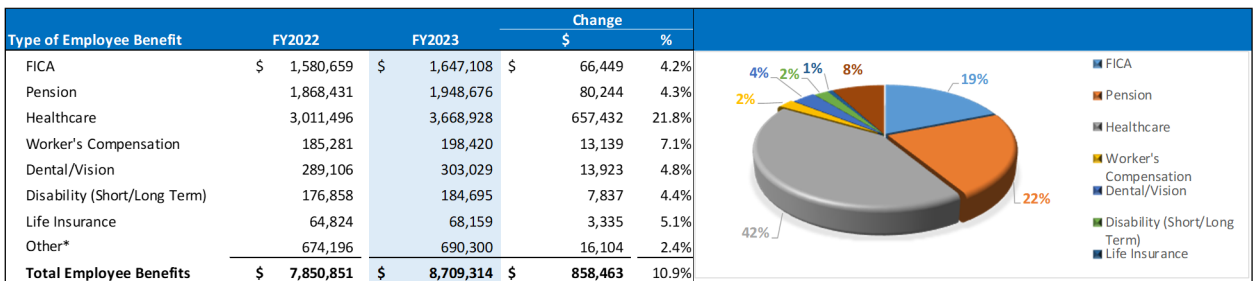 Change
Type of Employee Benefit FY2022 FY2023 $ %
FICA $ 1,580,659 $ 1,647,108 $ 66,449 4.2%
Pension 1,868,431 1,948,676 80,244 4.3%
Healthcare 3,011,496 3,668,928 657,432 21.8%
Worker's Compensation 185,281 198,420 13,139 7.1%
Dental/Vision 289,106 303,029 13,923 4.8%
Disability (Short/Long Term) 176,858 184,695 7,837 4.4%
Life Insurance 64,824 68,159 3,335 5.1%
Other* 674,196 690,300 16,104 2.4%
Total Employee Benefits $ 7,850,851 $ 8,709,314 $ 858,463 10.9%
4% 2% 1% 8%
19%
2%
22%
42%
FICA
Pension
Healthcare
Worker's
Compensation
Dental/Vision
Disability (Short/Long
Term)
Life Insurance